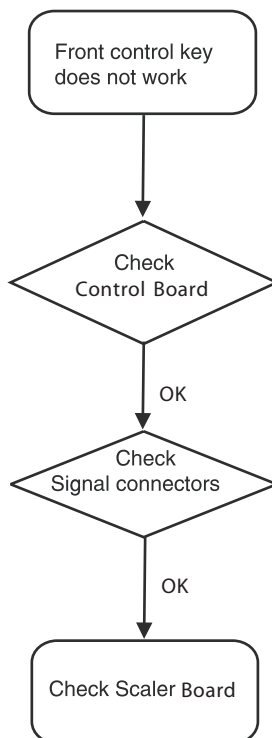 Front control key
does not work
Check
Control Board
OK
Check
Signal connectors
OK
Check Scaler Board